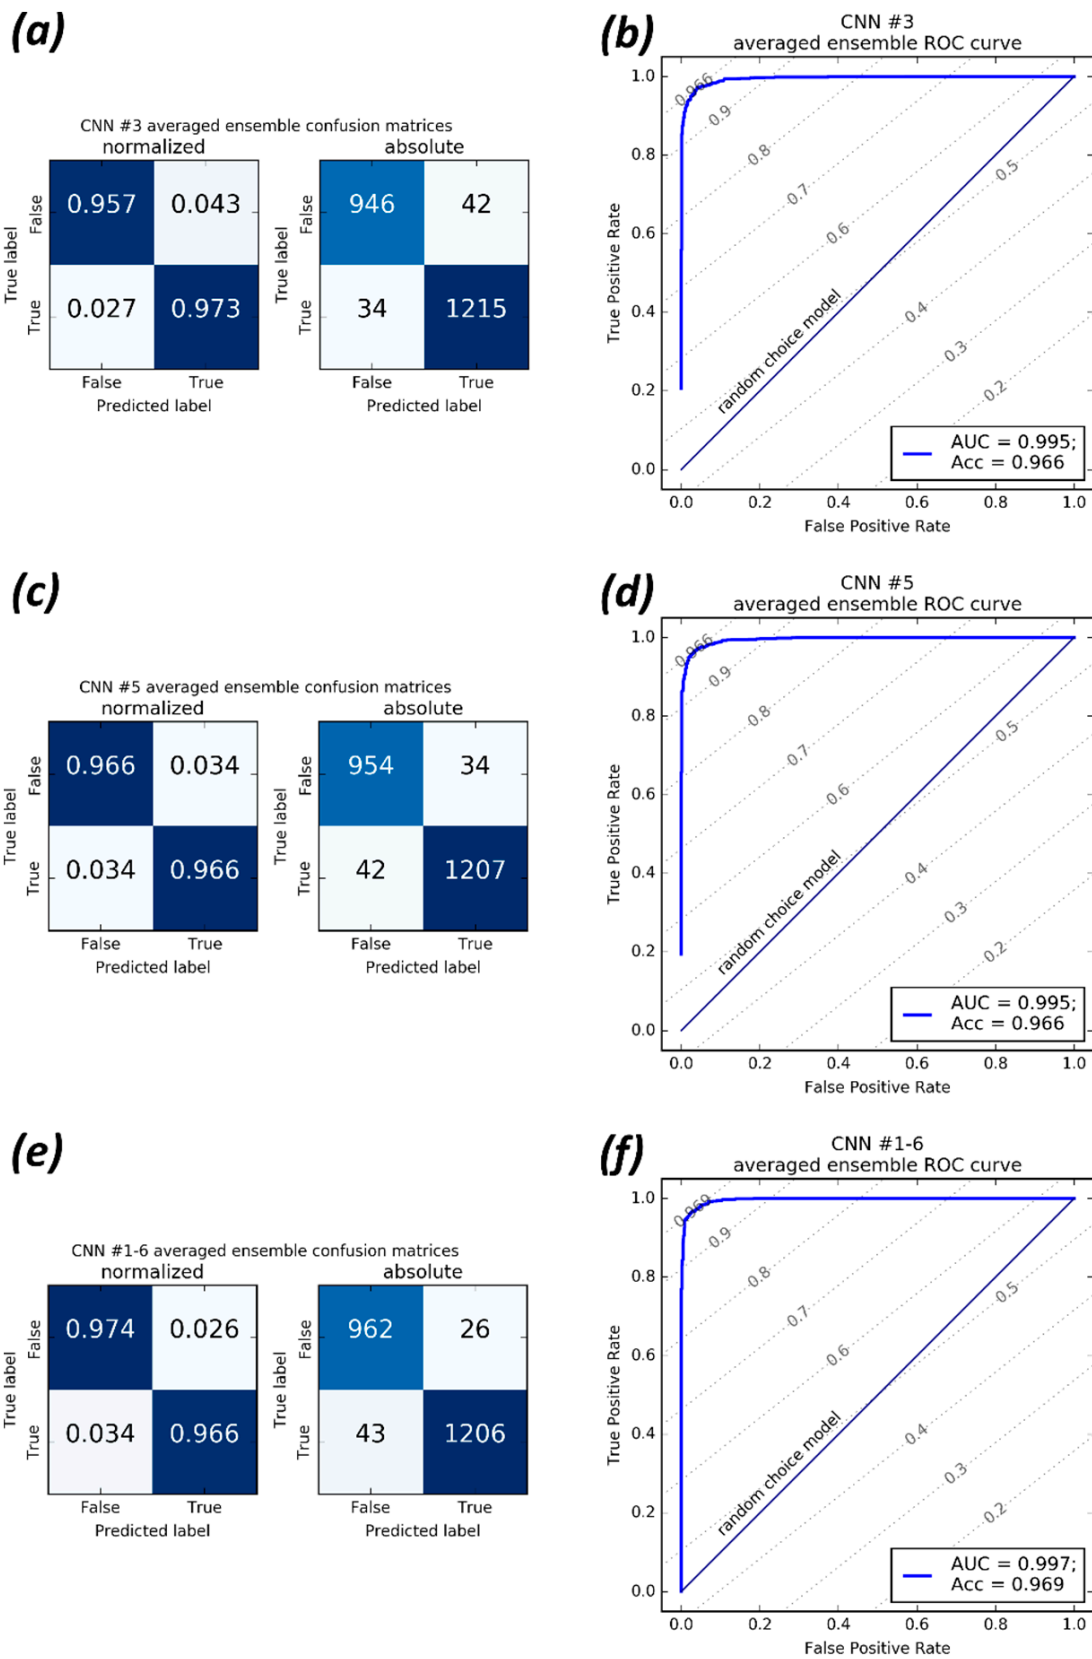 (a)
CNN #3 averaged ensemble confusion matrices
normalized
absolute
True label
False
True
0.957 0.043
0.027 0.973
False True
Predicted label
True label
False
True
946 42
34 1215
False True
Predicted label
(b)
CNN #3
averaged ensemble ROC curve
True Positive Rate
1.0
0.8
0.6
0.4
0.2
0.0
0.966
0.9
0.8
0.7
0.6
0.5
0.4
0.3
0.2
random choice model
AUC = 0.995;
Acc = 0.966
0.0 0.2 0.4 0.6 0.8 1.0
False Positive Rate
(c)
CNN #5 averaged ensemble confusion matrices
normalized
absolute
True label
False
True
0.966 0.034
0.034 0.966
False True
Predicted label
True label
False
True
954 34
42 1207
False True
Predicted label
(d)
CNN #5
averaged ensemble ROC curve
True Positive Rate
1.0
0.8
0.6
0.4
0.2
0.0
0.966
0.9
0.8
0.7
0.6
0.5
0.4
0.3
0.2
random choice model
AUC = 0.995;
Acc = 0.966
0.0 0.2 0.4 0.6 0.8 1.0
False Positive Rate
(e)
CNN #1-6 averaged ensemble confusion matrices
normalized
absolute
True label
False
True
0.974 0.026
0.034 0.966
False True
Predicted label
True label
False
True
962 26
43 1206
False True
Predicted label
(f)
CNN #1-6
averaged ensemble ROC curve
True Positive Rate
1.0
0.8
0.6
0.4
0.2
0.0
0.969
0.9
0.8
0.7
0.6
0.5
0.4
0.3
0.2
random choice model
AUC = 0.997;
Acc = 0.969
0.0 0.2 0.4 0.6 0.8 1.0
False Positive Rate